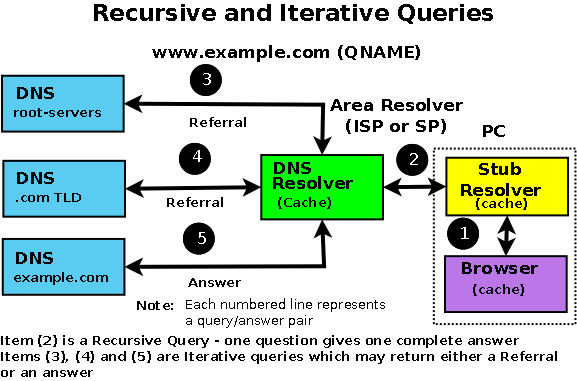 Recursive and Iterative Queries
www.example.com (QNAME)
3
DNS
root-servers
Referral
Area Resolver
(ISP or SP)
PC
4
DNS
.com TLD
Referral
DNS
Resolver
(Cache)
2
Stub
Resolver
(cache)
1
5
DNS
example.com
Answer
Browser
(cache)
Note: Each numbered line represents
a query/answer pair
Item (2) is a Recursive Query - one question gives one complete answer
Items (3), (4) and (5) are Iterative queries which may return either a Referral
or an answer